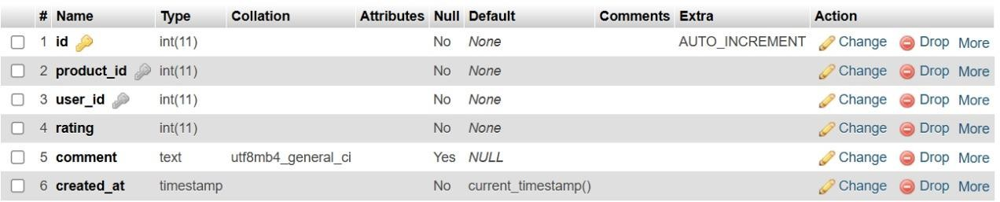 # Name Type Collation Attributes Null Default Comments Extra Action
1 id int(11) No None AUTO_INCREMENT Change Drop More
2 product_id int(11) No None Change Drop More
3 user_id int(11) No None Change Drop More
4 rating int(11) No None Change Drop More
5 comment text utf8mb4_general_ci Yes NULL Change Drop More
6 created_at timestamp No current_timestamp() Change Drop More